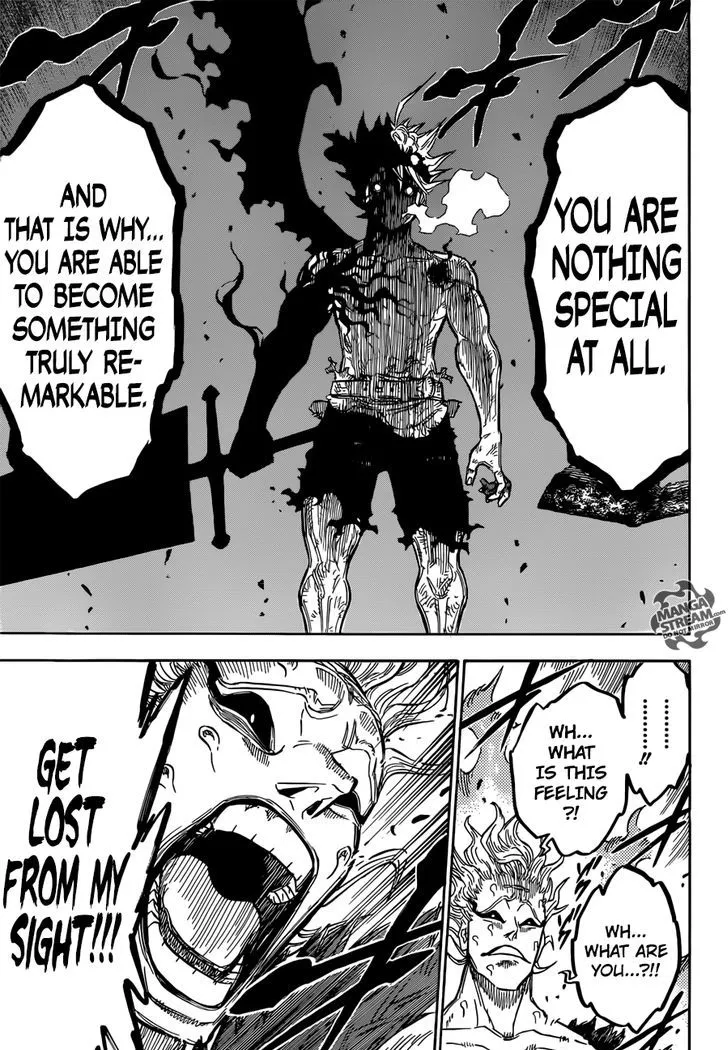 YOU ARE
NOTHING
SPECIAL
AT ALL.
AND
THAT IS WHY...
YOU ARE ABLE
TO BECOME
SOMETHING
TRULY RE-
MARKABLE.
MANGA
STREAM.com
DO NOT MIRROR
.......!!
WH...
WHAT
IS THIS
FEELING
?!
WH...
WHAT ARE
YOU...?!!
GET
LOST
FROM MY
SIGHT!!!